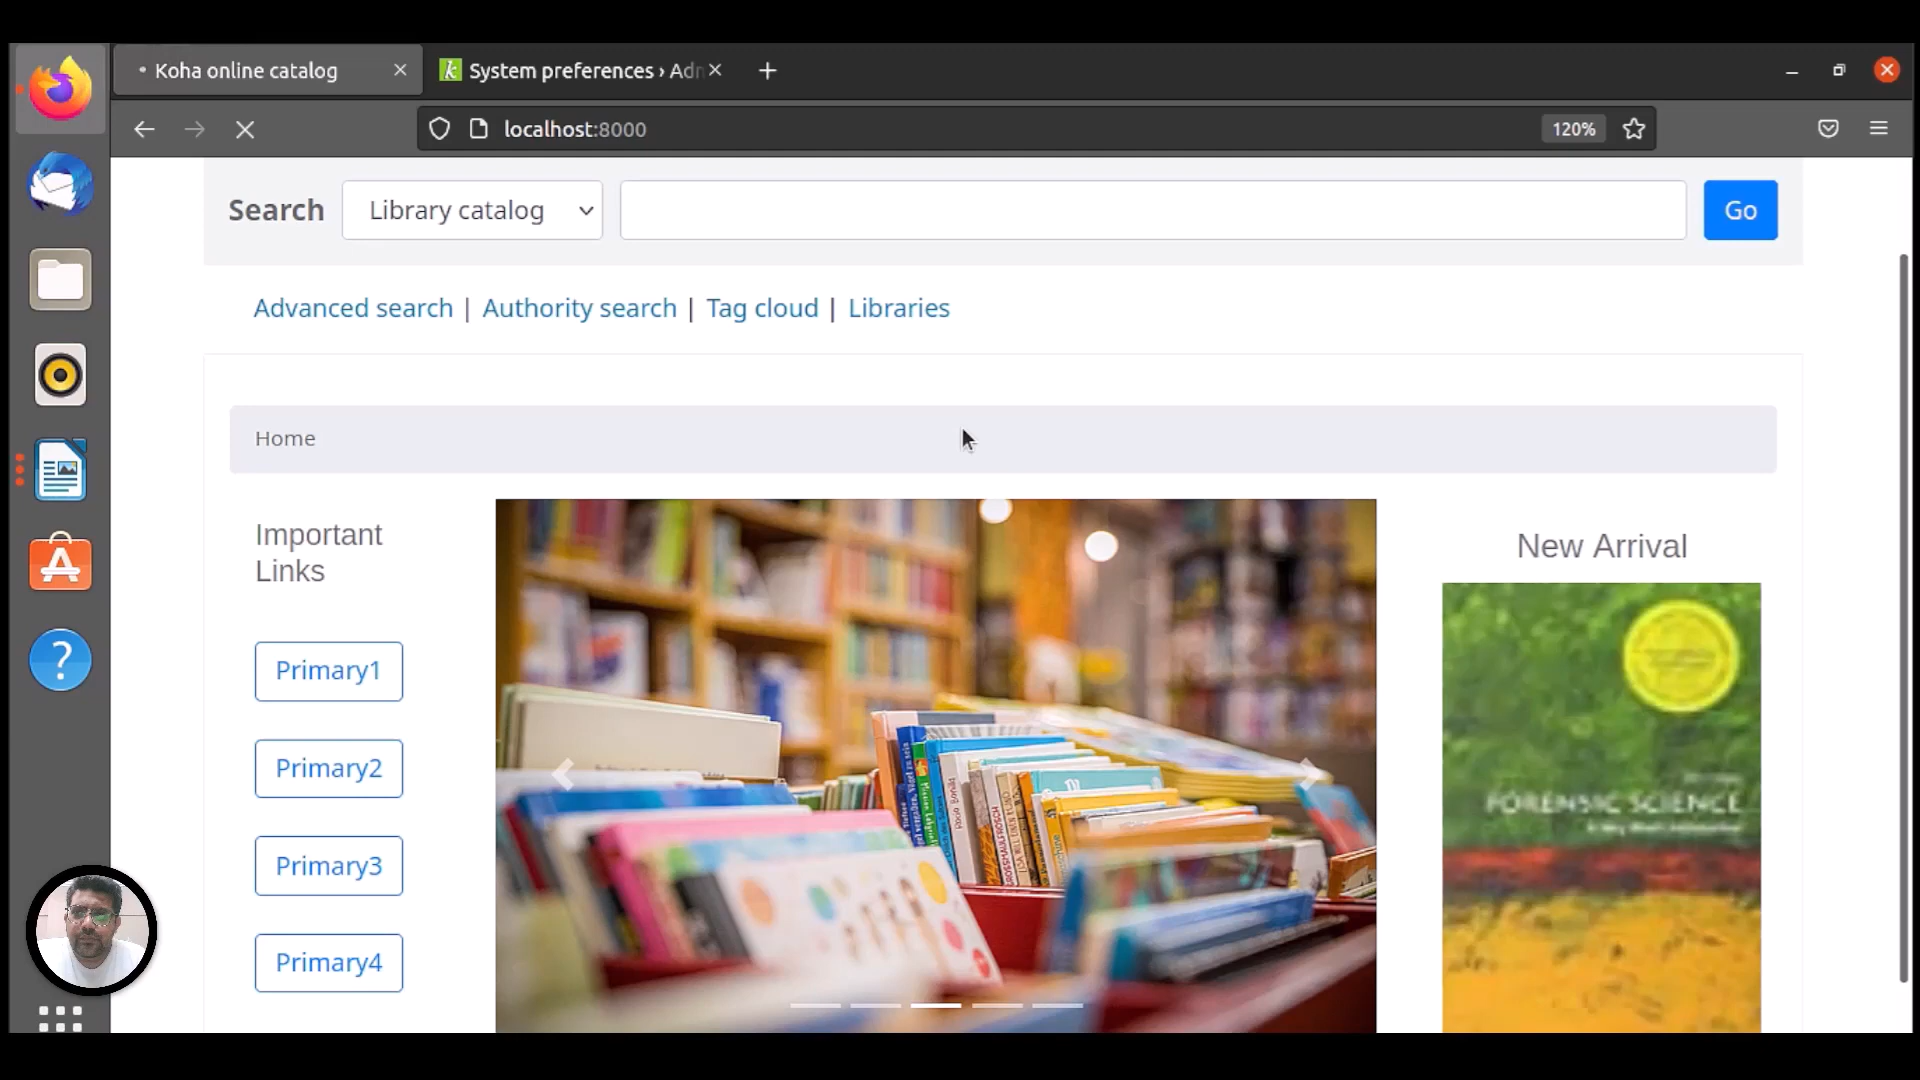 Koha online catalog
System preferences › Adn
localhost:8000
120%
Search
Library catalog
Go
Advanced search | Authority search | Tag cloud | Libraries
Home
Important
Links
Primary1
Primary2
Primary3
Primary4
New Arrival
FORENSIC SCIENCE